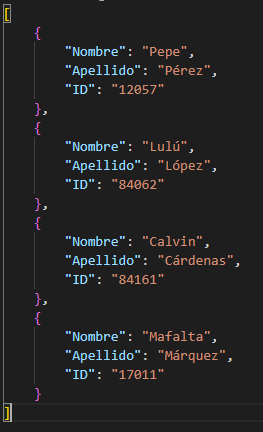 [
    {
        "Nombre": "Pepe",
        "Apellido": "Pérez",
        "ID": "12057"
    },
    {
        "Nombre": "Lulú",
        "Apellido": "López",
        "ID": "84062"
    },
    {
        "Nombre": "Calvin",
        "Apellido": "Cárdenas",
        "ID": "84161"
    },
    {
        "Nombre": "Mafalta",
        "Apellido": "Márquez",
        "ID": "17011"
    }
]